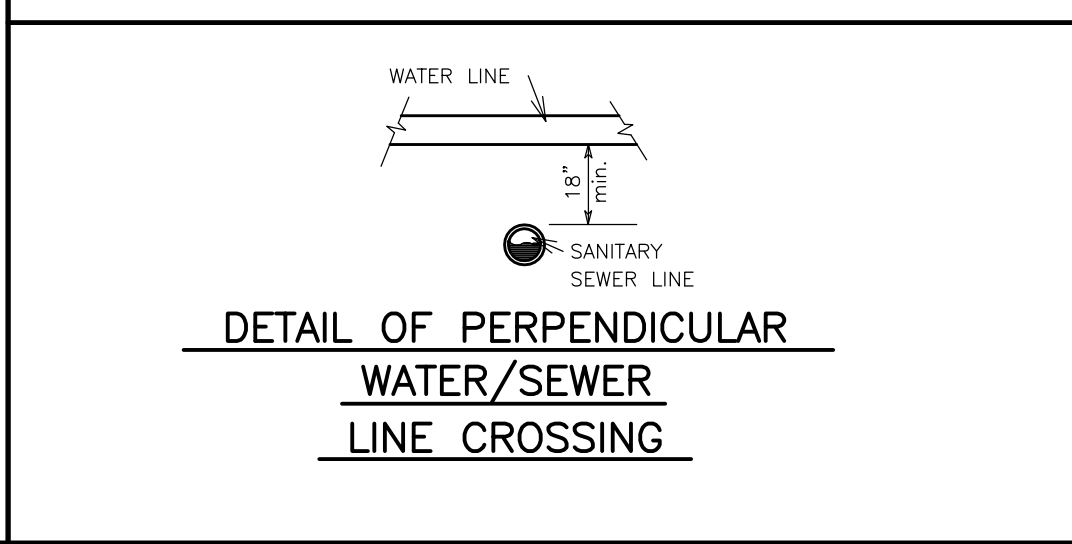 WATER LINE
18"
min.
SANITARY
SEWER LINE
DETAIL OF PERPENDICULAR
WATER/SEWER
LINE CROSSING